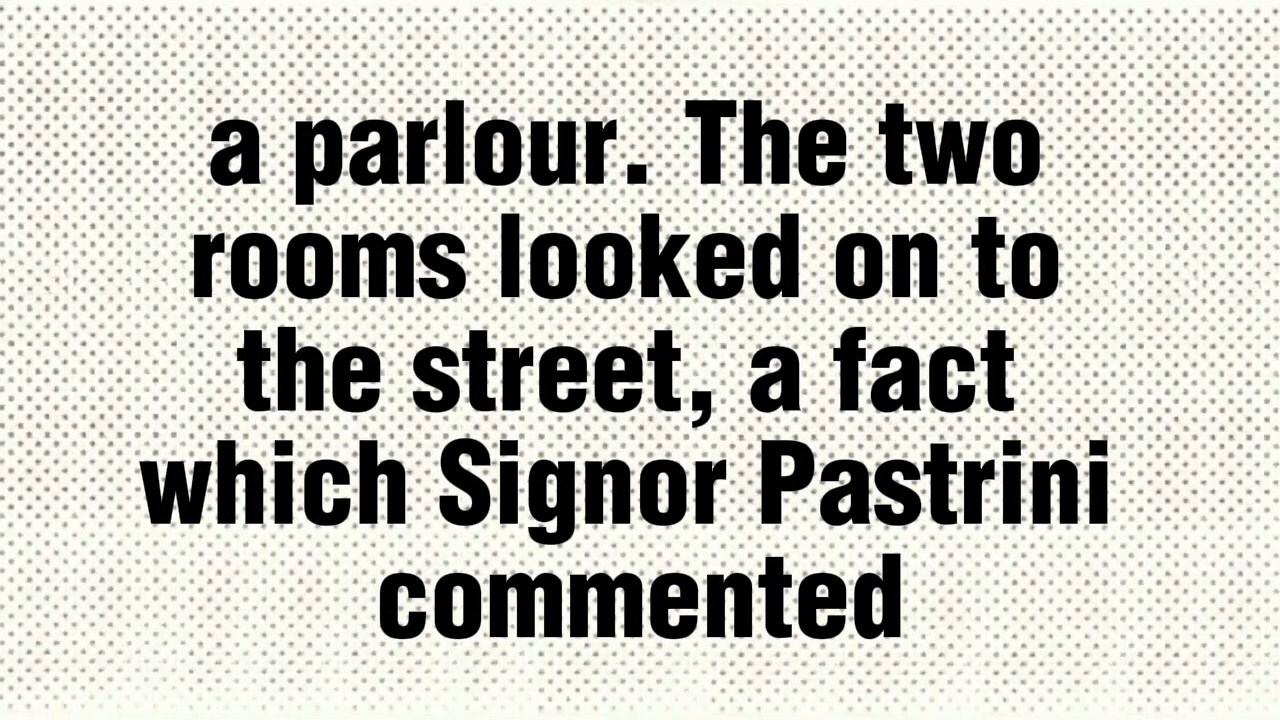 a parlour. The two
rooms looked on to
the street, a fact
which Signor Pastrini
commented